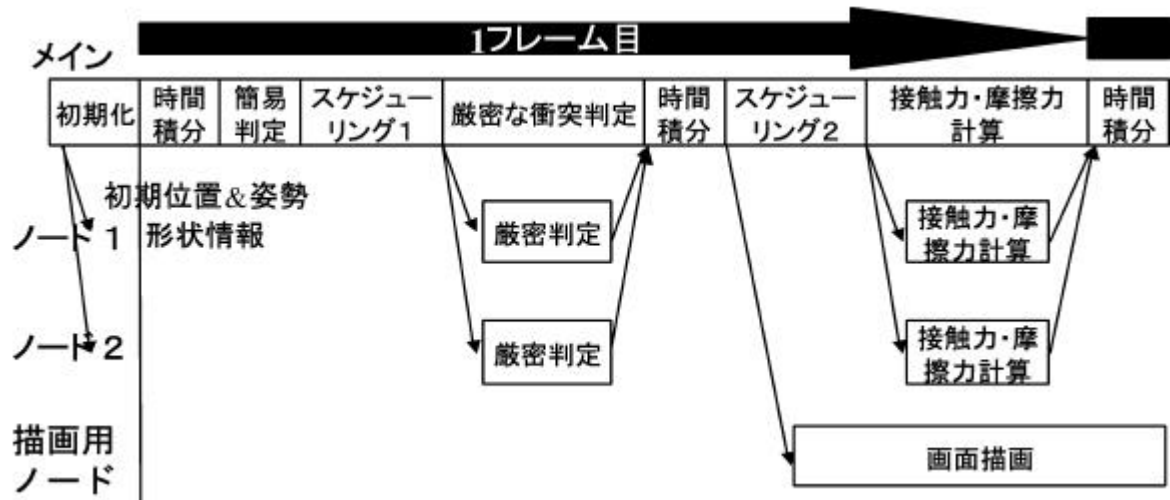 1フレーム目
メイン
初期化
時間
積分
簡易
判定
スケジュー
リング1
厳密な衝突判定
時間
積分
スケジュー
リング2
接触力・摩擦力
計算
時間
積分
初期位置&姿勢
形状情報
ノード 1
厳密判定
接触力・摩
擦力計算
ノード 2
厳密判定
接触力・摩
擦力計算
描画用
ノード
画面描画